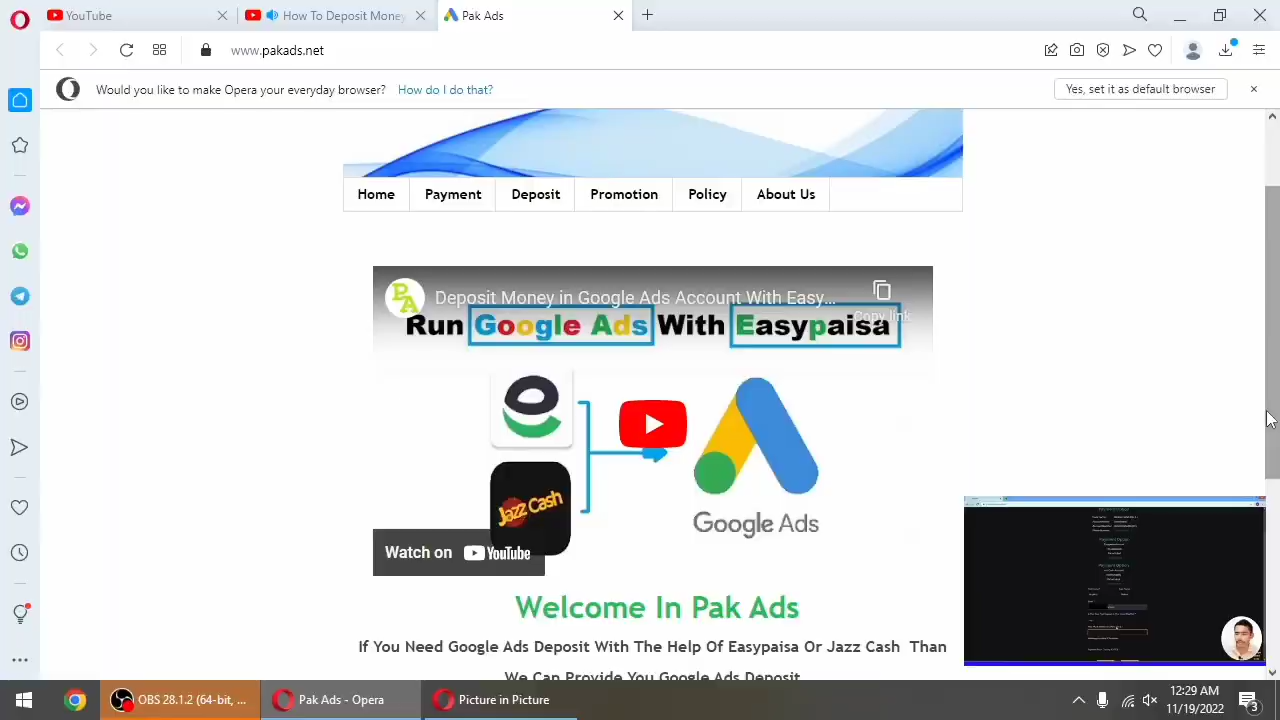 YouTube
How to Deposit Money
Pak Ads
www.pakads.net
Would you like to make Opera your everyday browser? How do I do that?
Yes, set it as default browser
Home
Payment
Deposit
Promotion
Policy
About Us
PA
Deposit Money in Google Ads Account With Easy...
Copy link
Run Google Ads With Easypaisa
Jazz Cash
Google Ads
on YouTube
Welcome In Pak Ads
If You Need Google Ads Deposit With The Help Of Easypaisa Or Jazz Cash Than
We Can Provide You Ads Deposit
OBS 28.1.2 (64-bit, ...
Pak Ads - Opera
Picture in Picture
12:29 AM
11/19/2022
3